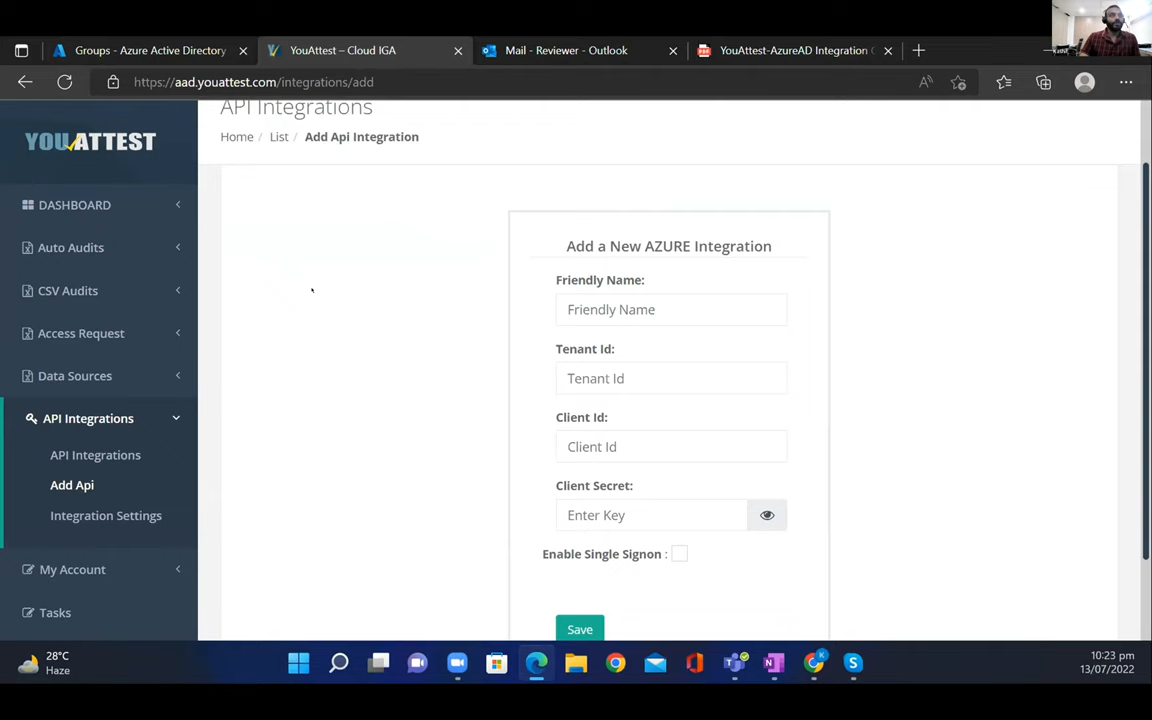 Groups - Azure Active Directory
YouAttest – Cloud IGA
Mail - Reviewer - Outlook
YouAttest-AzureAD Integration
https://aad.youattest.com/integrations/add
YOUATTEST
DASHBOARD
Auto Audits
CSV Audits
Access Request
Data Sources
API Integrations
API Integrations
Add Api
Integration Settings
My Account
Tasks
API Integrations
Home / List / Add Api Integration
Add a New AZURE Integration
Friendly Name:
Friendly Name
Tenant Id:
Tenant Id
Client Id:
Client Id
Client Secret:
Enter Key
Enable Single Signon :
Save
28°C
Haze
10:23 pm
13/07/2022